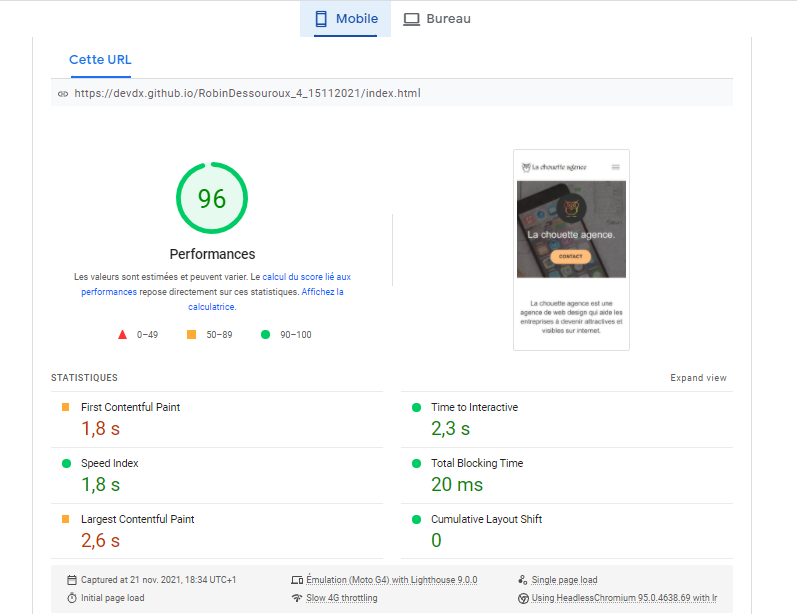 Mobile
Bureau
Cette URL
https://devdx.github.io/RobinDessouroux_4_15112021/index.html
96
Performances
Les valeurs sont estimées et peuvent varier. Le calcul du score lié aux
performances repose directement sur ces statistiques. Affichez la
calculatrice.
0–49
50–89
90–100
La chouette agence
La chouette agence.
CONTACT
La chouette agence est une
agence de web design qui aide les
entreprises à devenir attractives et
visibles sur internet.
STATISTIQUES
Expand view
First Contentful Paint
1,8 s
Time to Interactive
2,3 s
Speed Index
1,8 s
Total Blocking Time
20 ms
Largest Contentful Paint
2,6 s
Cumulative Layout Shift
0
Captured at 21 nov. 2021, 18:34 UTC+1
Émulation (Moto G4) with Lighthouse 9.0.0
Single page load
Initial page load
Slow 4G throttling
Using HeadlessChromium 95.0.4638.69 with lr